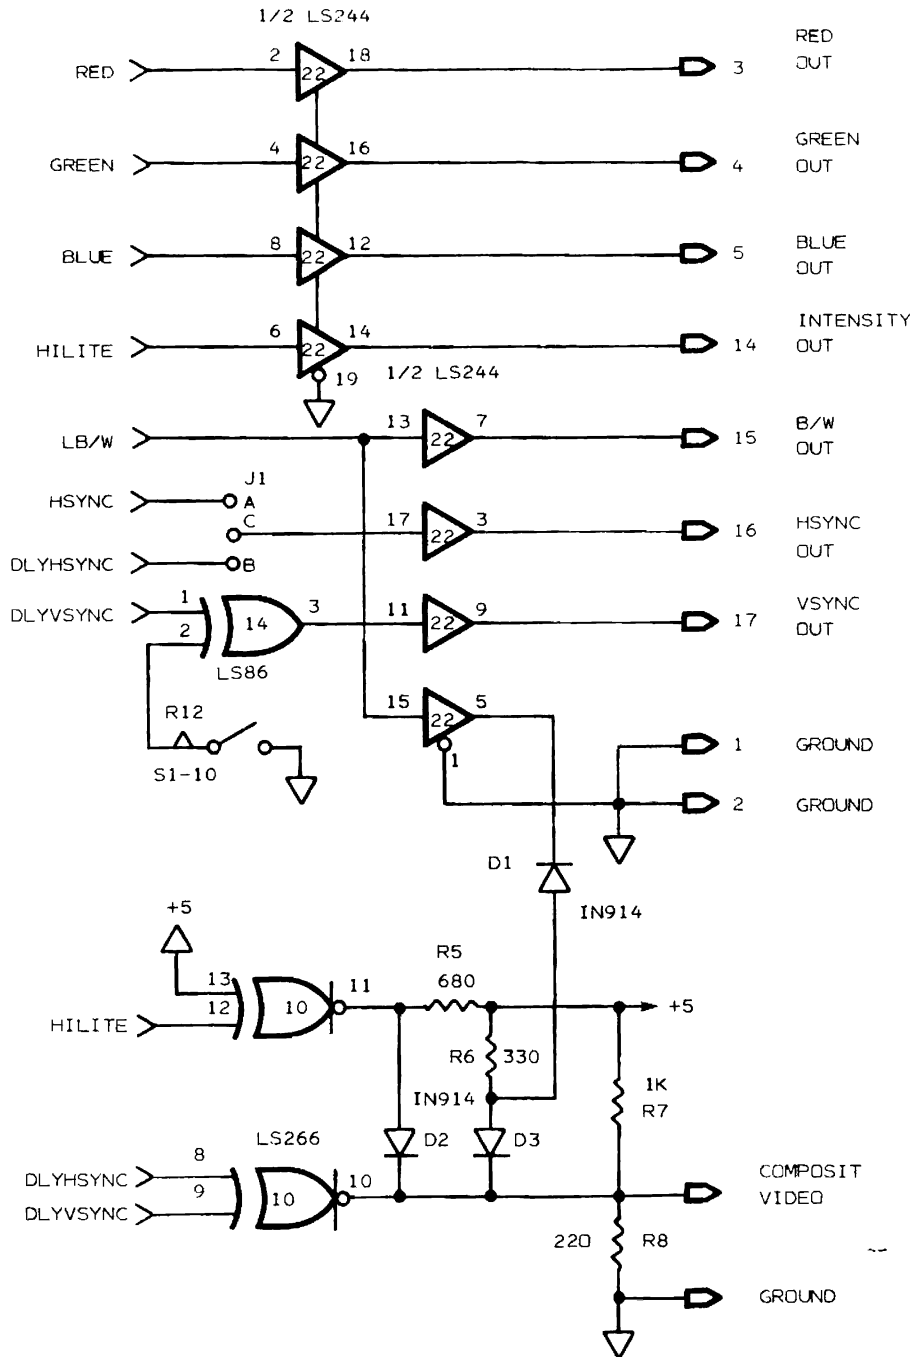 1/2 LS244
RED 2 22 18 3 RED OUT
GREEN 4 22 16 4 GREEN OUT
BLUE 8 22 12 5 BLUE OUT
HILITE 6 22 14 14 INTENSITY OUT
19
1/2 LS244
LB/W 13 22 7 15 B/W OUT
HSYNC J1 A
C 17 22 3 16 HSYNC OUT
DLYHSYNC B
DLYVSYNC 1 2 14 3 11 22 9 17 VSYNC OUT
LS86
15 22 5
1
R12
S1-10
1 GROUND
2 GROUND
D1
IN914
+5
R5
680
13
12 10 11
HILITE
+5
R6 330
1K
R7
IN914
D2 D3
LS266
DLYHSYNC 8
DLYVSYNC 9
10 10
COMPOSIT
VIDEO
220 R8
GROUND